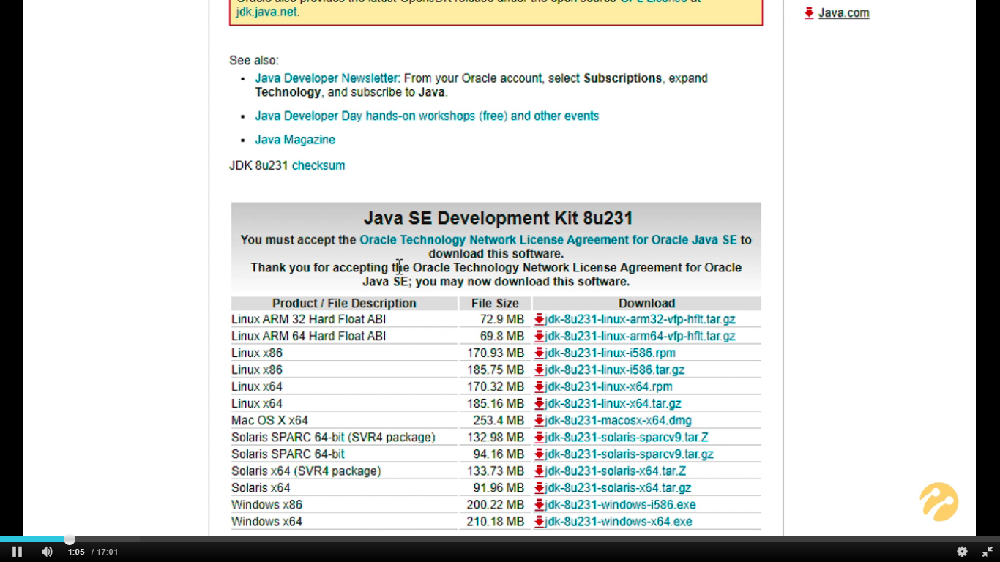 Oracle also provides the latest OpenJDK release under the open source GPL License at
jdk.java.net.
Java.com
See also:
Java Developer Newsletter: From your Oracle account, select Subscriptions, expand
Technology, and subscribe to Java.
Java Developer Day hands-on workshops (free) and other events
Java Magazine
JDK 8u231 checksum
Java SE Development Kit 8u231
You must accept the Oracle Technology Network License Agreement for Oracle Java SE to
download this software.
Thank you for accepting the Oracle Technology Network License Agreement for Oracle
Java SE; you may now download this software.
Product / File Description File Size Download
Linux ARM 32 Hard Float ABI 72.9 MB jdk-8u231-linux-arm32-vfp-hflt.tar.gz
Linux ARM 64 Hard Float ABI 69.8 MB jdk-8u231-linux-arm64-vfp-hflt.tar.gz
Linux x86 170.93 MB jdk-8u231-linux-i586.rpm
Linux x86 185.75 MB jdk-8u231-linux-i586.tar.gz
Linux x64 170.32 MB jdk-8u231-linux-x64.rpm
Linux x64 185.16 MB jdk-8u231-linux-x64.tar.gz
Mac OS X x64 253.4 MB jdk-8u231-macosx-x64.dmg
Solaris SPARC 64-bit (SVR4 package) 132.98 MB jdk-8u231-solaris-sparcv9.tar.Z
Solaris SPARC 64-bit 94.16 MB jdk-8u231-solaris-sparcv9.tar.gz
Solaris x64 (SVR4 package) 133.73 MB jdk-8u231-solaris-x64.tar.Z
Solaris x64 91.96 MB jdk-8u231-solaris-x64.tar.gz
Windows x86 200.22 MB jdk-8u231-windows-i586.exe
Windows x64 210.18 MB jdk-8u231-windows-x64.exe
1:05 / 17:01